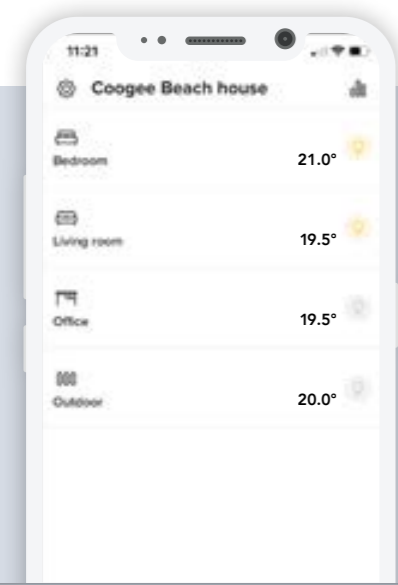 11:21
Coogee Beach house
Bedroom
21.0°
Living room
19.5°
Office
19.5°
Outdoor
20.0°